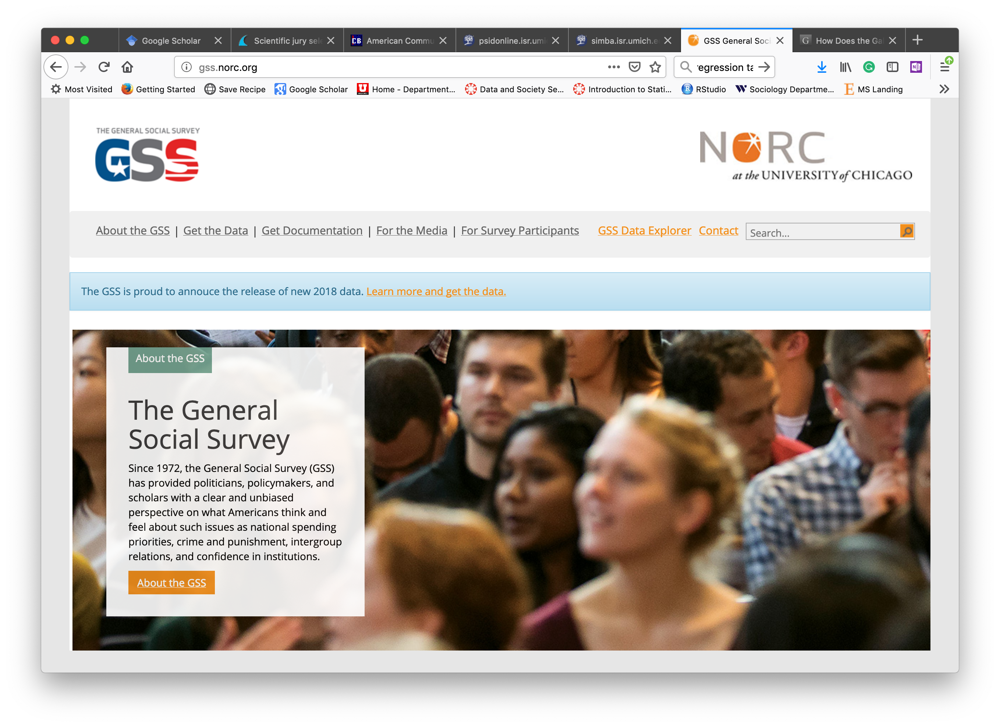 Google Scholar
Scientific jury sele
American Commu
psidonline.isr.umi
simba.isr.umich.e
GSS General Soci
G How Does the Gal
gss.norc.org
regression ta
Most Visited Getting Started Save Recipe Google Scholar Home - Department... Data and Society Se... Introduction to Stati... RStudio Sociology Departme... MS Landing
THE GENERAL SOCIAL SURVEY
GSS
NORC
at the UNIVERSITY of CHICAGO
About the GSS | Get the Data | Get Documentation | For the Media | For Survey Participants GSS Data Explorer Contact Search...
The GSS is proud to annouce the release of new 2018 data. Learn more and get the data.
About the GSS
The General
Social Survey
Since 1972, the General Social Survey (GSS)
has provided politicians, policymakers, and
scholars with a clear and unbiased
perspective on what Americans think and
feel about such issues as national spending
priorities, crime and punishment, intergroup
relations, and confidence in institutions.
About the GSS